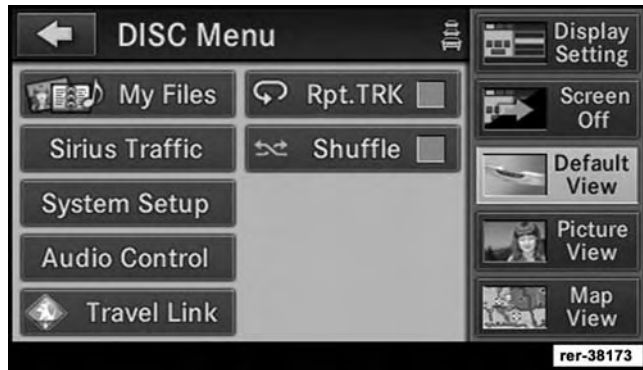 DISC Menu
My Files
Sirius Traffic
System Setup
Audio Control
Travel Link
Rpt.TRK
Shuffle
Display
Setting
Screen
Off
Default
View
Picture
View
Map
View
rer-38173